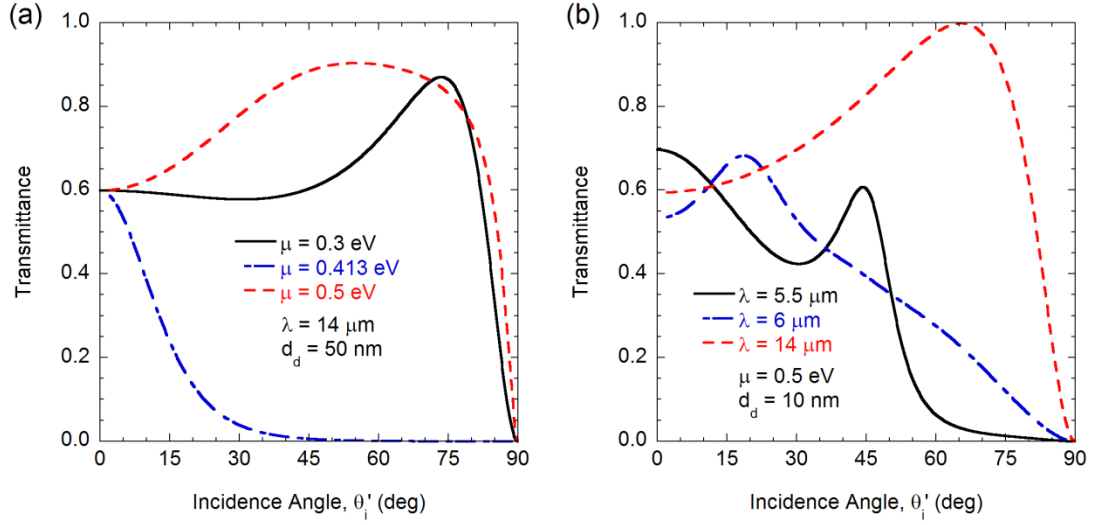 (a)
1.0
0.8
0.6
0.4
0.2
0.0
Transmittance
μ = 0.3 eV
μ = 0.413 eV
μ = 0.5 eV
λ = 14 μm
d_d = 50 nm
0 15 30 45 60 75 90
Incidence Angle, θ_i' (deg)
(b)
1.0
0.8
0.6
0.4
0.2
0.0
Transmittance
λ = 5.5 μm
λ = 6 μm
λ = 14 μm
μ = 0.5 eV
d_d = 10 nm
0 15 30 45 60 75 90
Incidence Angle, θ_i' (deg)